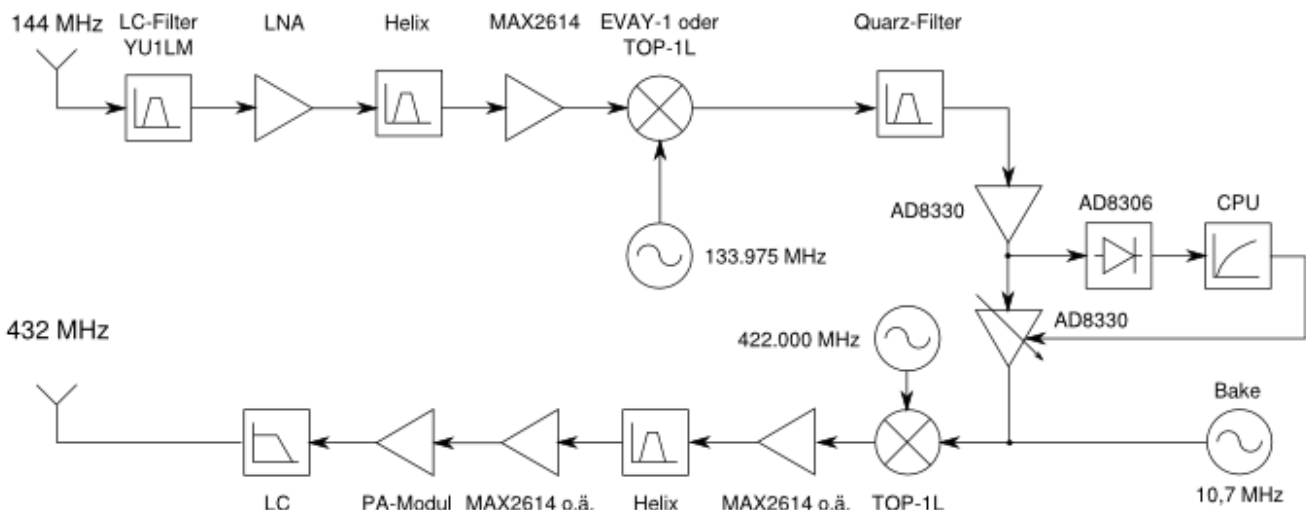 144 MHz
LC-Filter
YU1LM
LNA
Helix
MAX2614
EVAY-1 oder
TOP-1L
Quarz-Filter
133.975 MHz
AD8330
AD8306
CPU
AD8330
432 MHz
422.000 MHz
Bake
10,7 MHz
LC
PA-Modul
MAX2614 o.ä.
Helix
MAX2614 o.ä.
TOP-1L